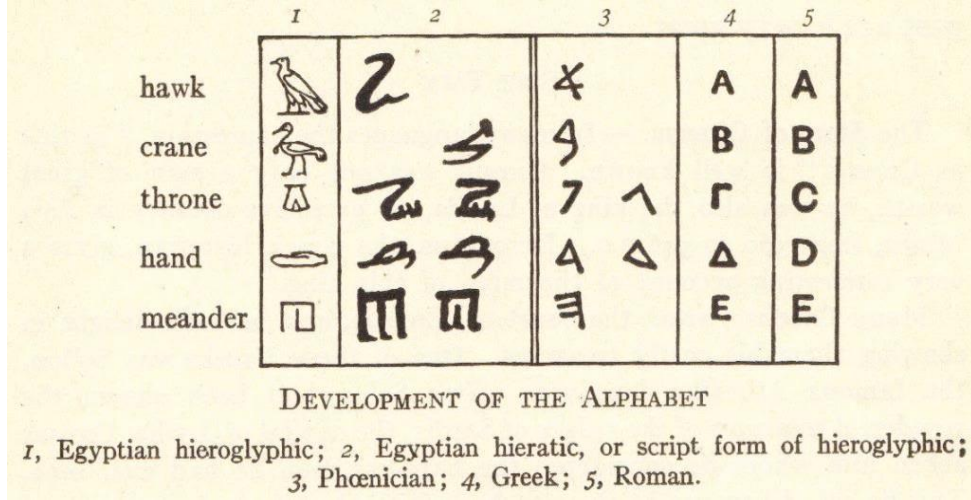 1 2 3 4 5
hawk A A
crane B B
throne Γ C
hand Δ D
meander E E
DEVELOPMENT OF THE ALPHABET
1, Egyptian hieroglyphic; 2, Egyptian hieratic, or script form of hieroglyphic;
3, Phœnician; 4, Greek; 5, Roman.